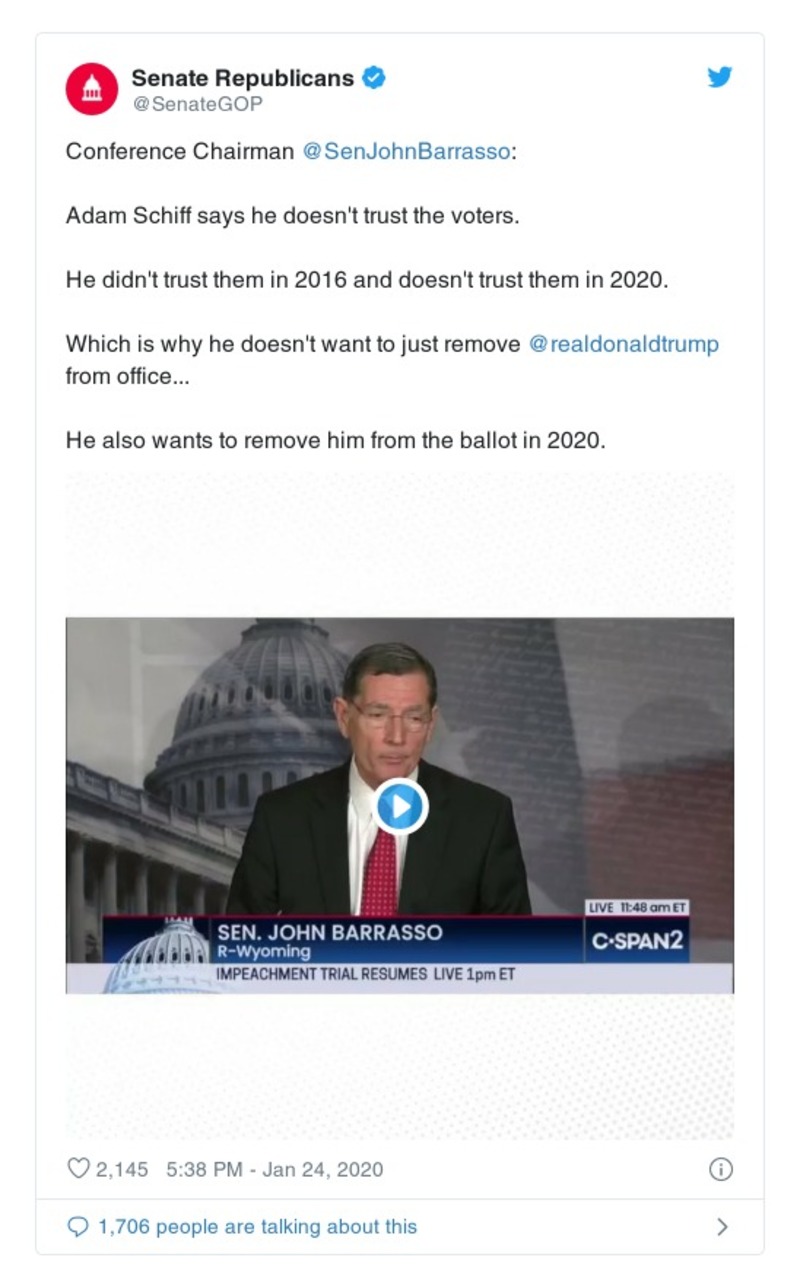 Senate Republicans
@SenateGOP
Conference Chairman @SenJohnBarrasso:
Adam Schiff says he doesn't trust the voters.
He didn't trust them in 2016 and doesn't trust them in 2020.
Which is why he doesn't want to just remove @realdonaldtrump
from office...
He also wants to remove him from the ballot in 2020.
LIVE 11:48 am ET
SEN. JOHN BARRASSO
R-Wyoming
C-SPAN2
IMPEACHMENT TRIAL RESUMES LIVE 1pm ET
2,145 5:38 PM - Jan 24, 2020
1,706 people are talking about this